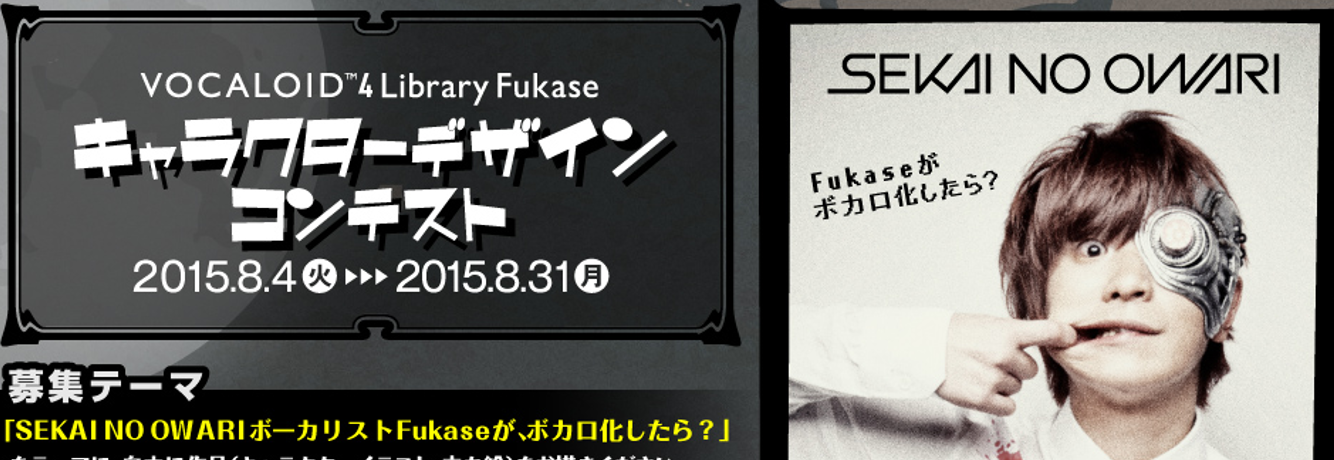 VOCALOID™4 Library Fukase
キャラクターデザイン
コンテスト
2015.8.4火 ▸▸▸ 2015.8.31月
募集テーマ
「SEKAI NO OWARIボーカリストFukaseが、ボカロ化したら？」
SEKAI NO OWARI
Fukaseが
ボカロ化したら?